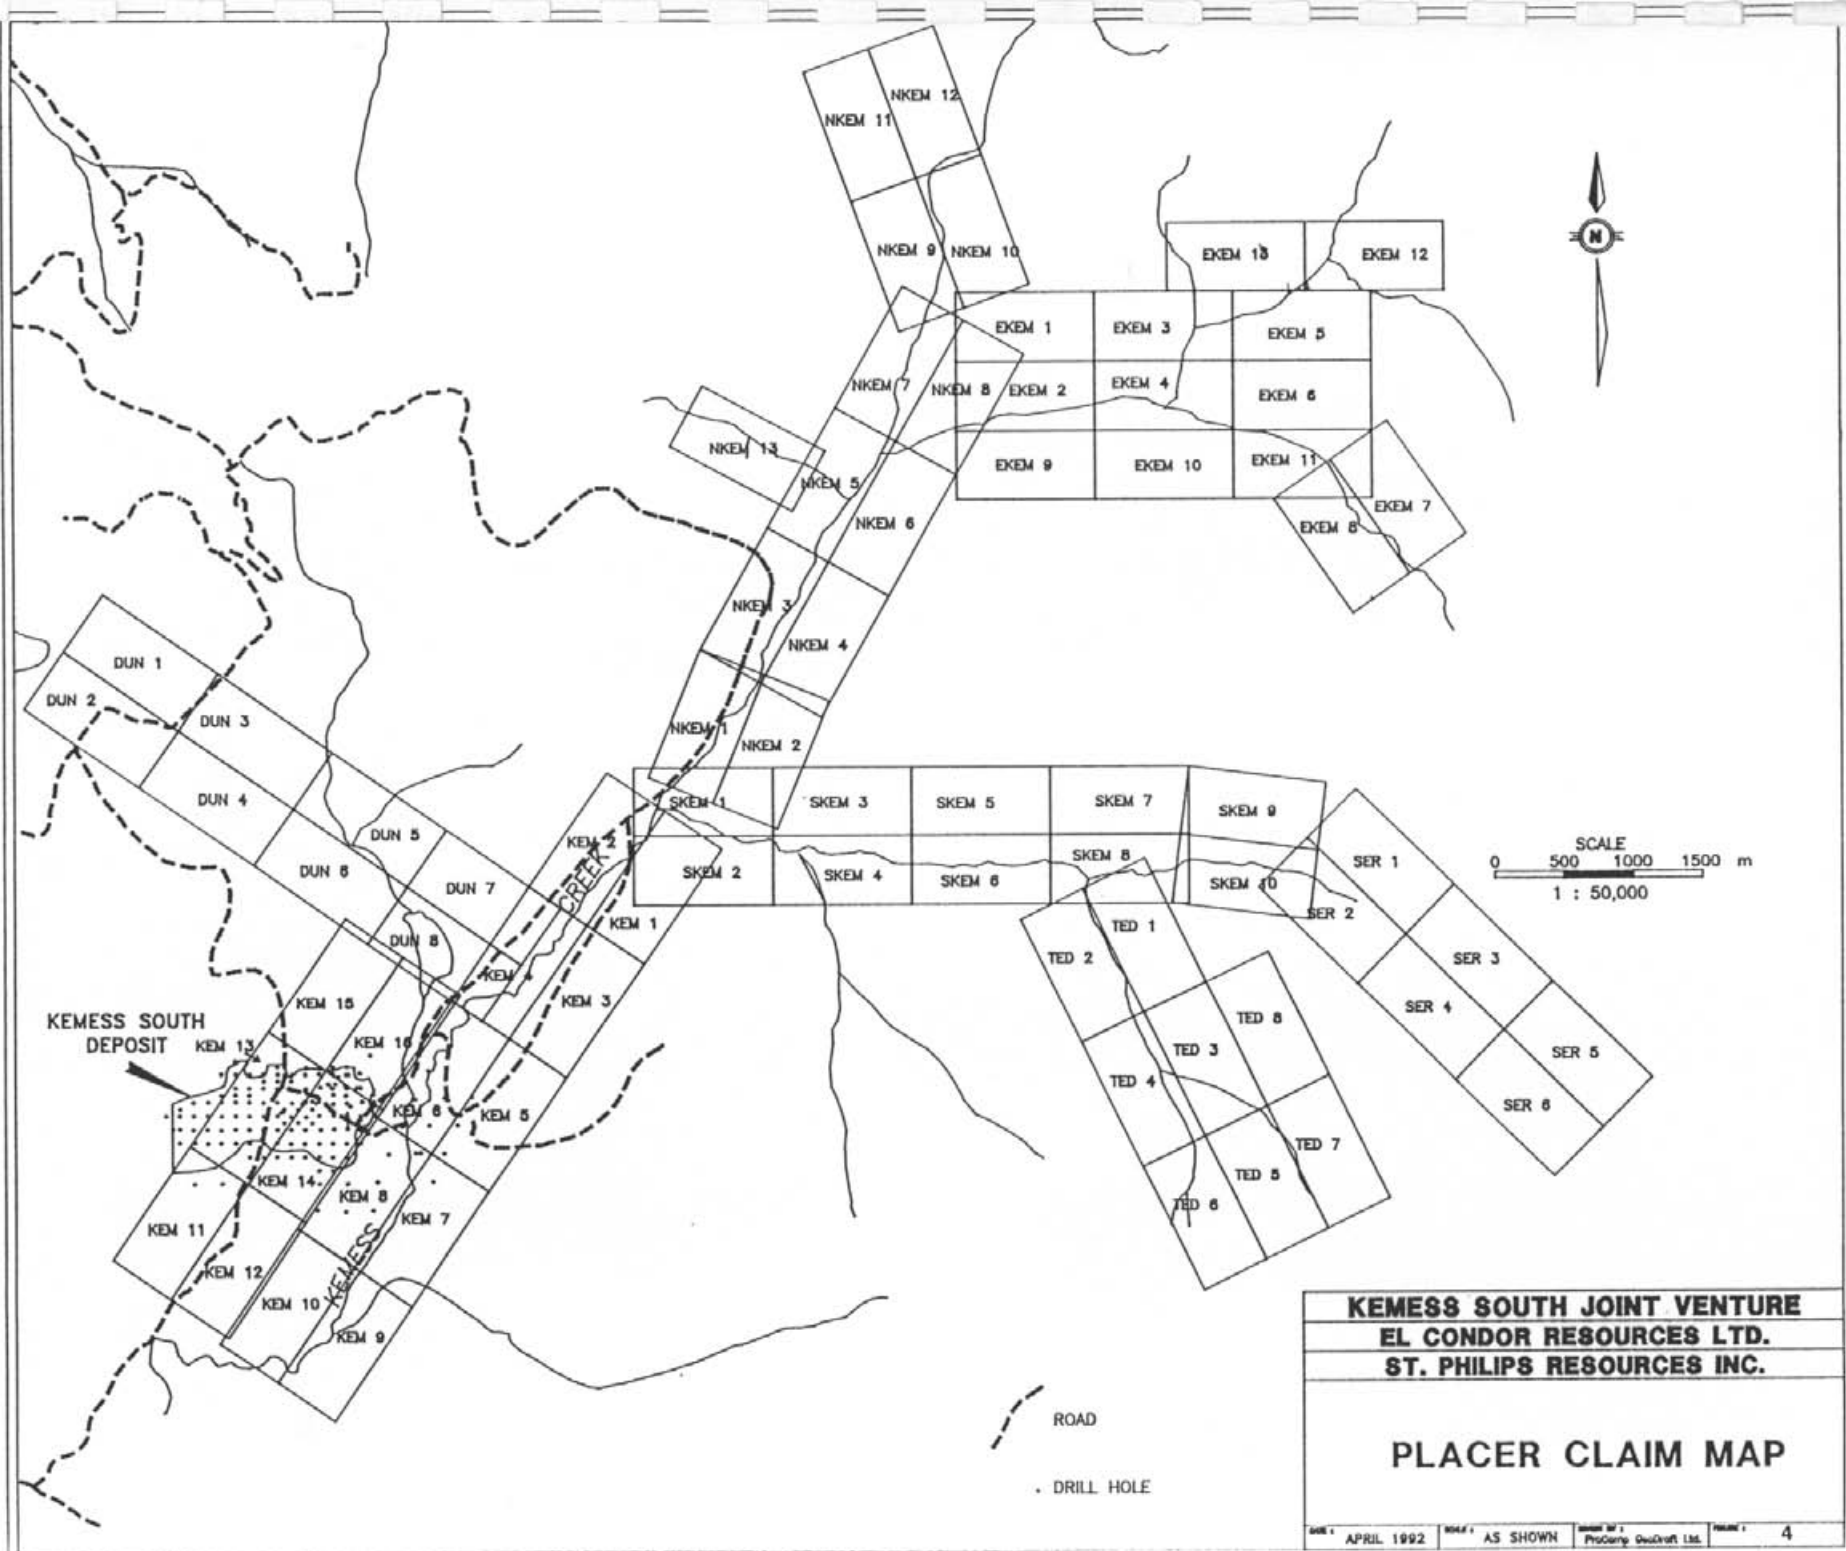 NKEM 12
NKEM 11
NKEM 9
NKEM 10
EKEM 13
EKEM 12
N
EKEM 1
EKEM 3
EKEM 5
NKEM 7
NKEM 8
EKEM 2
EKEM 4
EKEM 6
NKEM 13
NKEM 5
EKEM 9
EKEM 10
EKEM 11
NKEM 6
EKEM 7
EKEM 8
NKEM 3
NKEM 4
NKEM 1
NKEM 2
DUN 1
DUN 2
DUN 3
DUN 4
DUN 5
DUN 6
DUN 7
DUN 8
SKEM 1
SKEM 3
SKEM 5
SKEM 7
SKEM 9
SKEM 2
SKEM 4
SKEM 6
SKEM 8
SKEM 10
SER 1
SER 2
SER 3
SER 4
SER 5
SER 6
SCALE
0 500 1000 1500 m
1 : 50,000
TED 1
TED 2
TED 3
TED 8
TED 4
TED 7
TED 5
TED 6
KEM 2
CREEK
KEM 1
KEM 4
KEM 3
KEM 15
KEM 16
KEMESS SOUTH
DEPOSIT
KEM 13
KEM 6
KEM 5
KEM 14
KEM 8
KEM 7
KEM 11
KEM 12
KEMESS
KEM 10
KEM 9
ROAD
DRILL HOLE
KEMESS SOUTH JOINT VENTURE
EL CONDOR RESOURCES LTD.
ST. PHILIPS RESOURCES INC.
PLACER CLAIM MAP
DATE : APRIL 1992 SCALE : AS SHOWN ProComp GeoDraft Ltd. FIGURE : 4